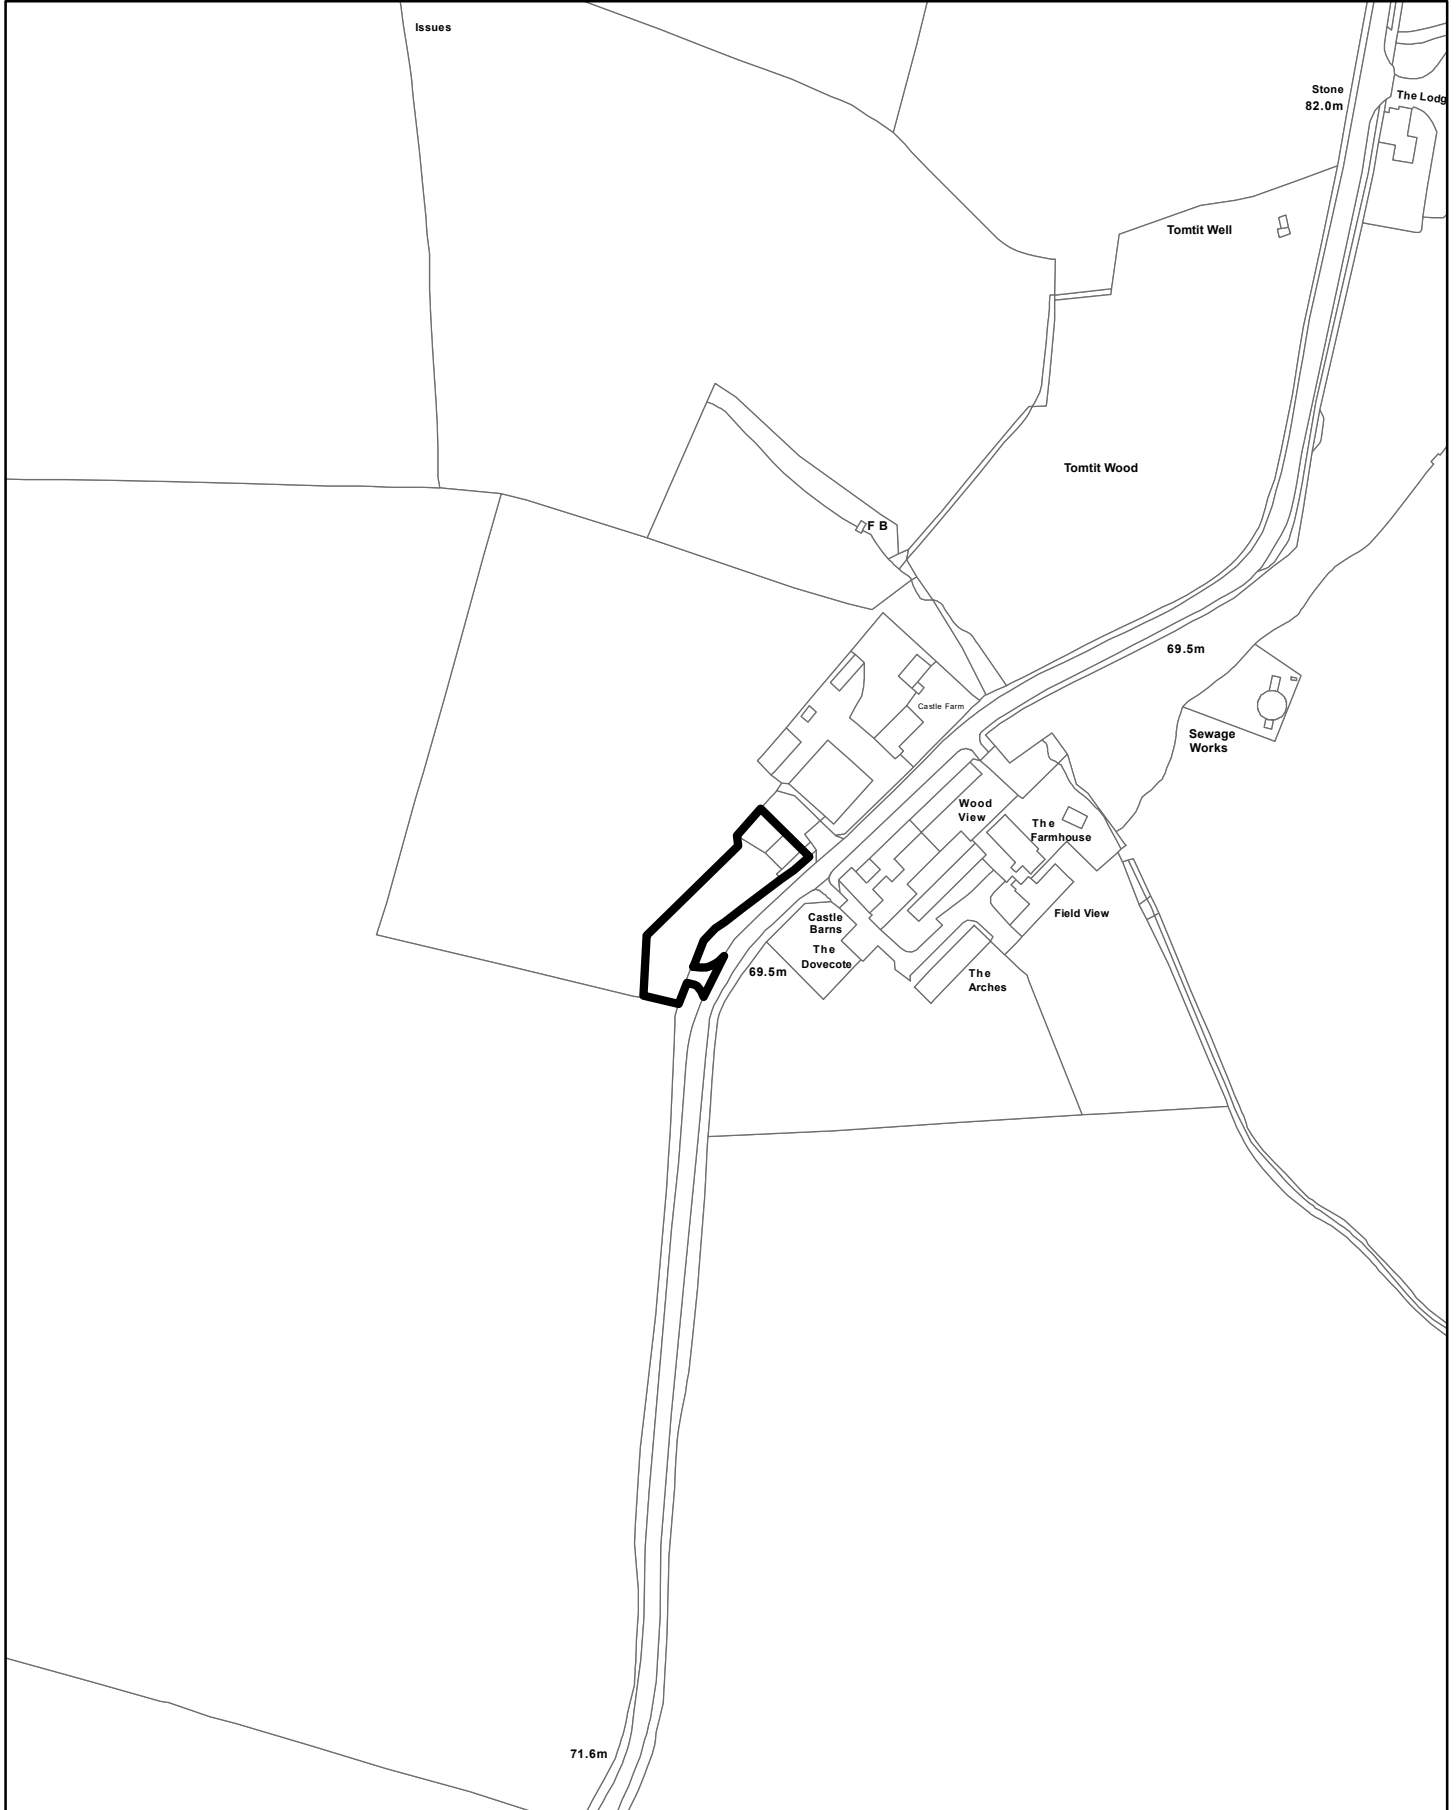 Issues
Stone
82.0m
The Lodg
Tomtit Well
Tomtit Wood
F B
69.5m
Castle Farm
Sewage
Works
Wood
View
The
Farmhouse
Field View
Castle
Barns
The
Dovecote
69.5m
The
Arches
71.6m